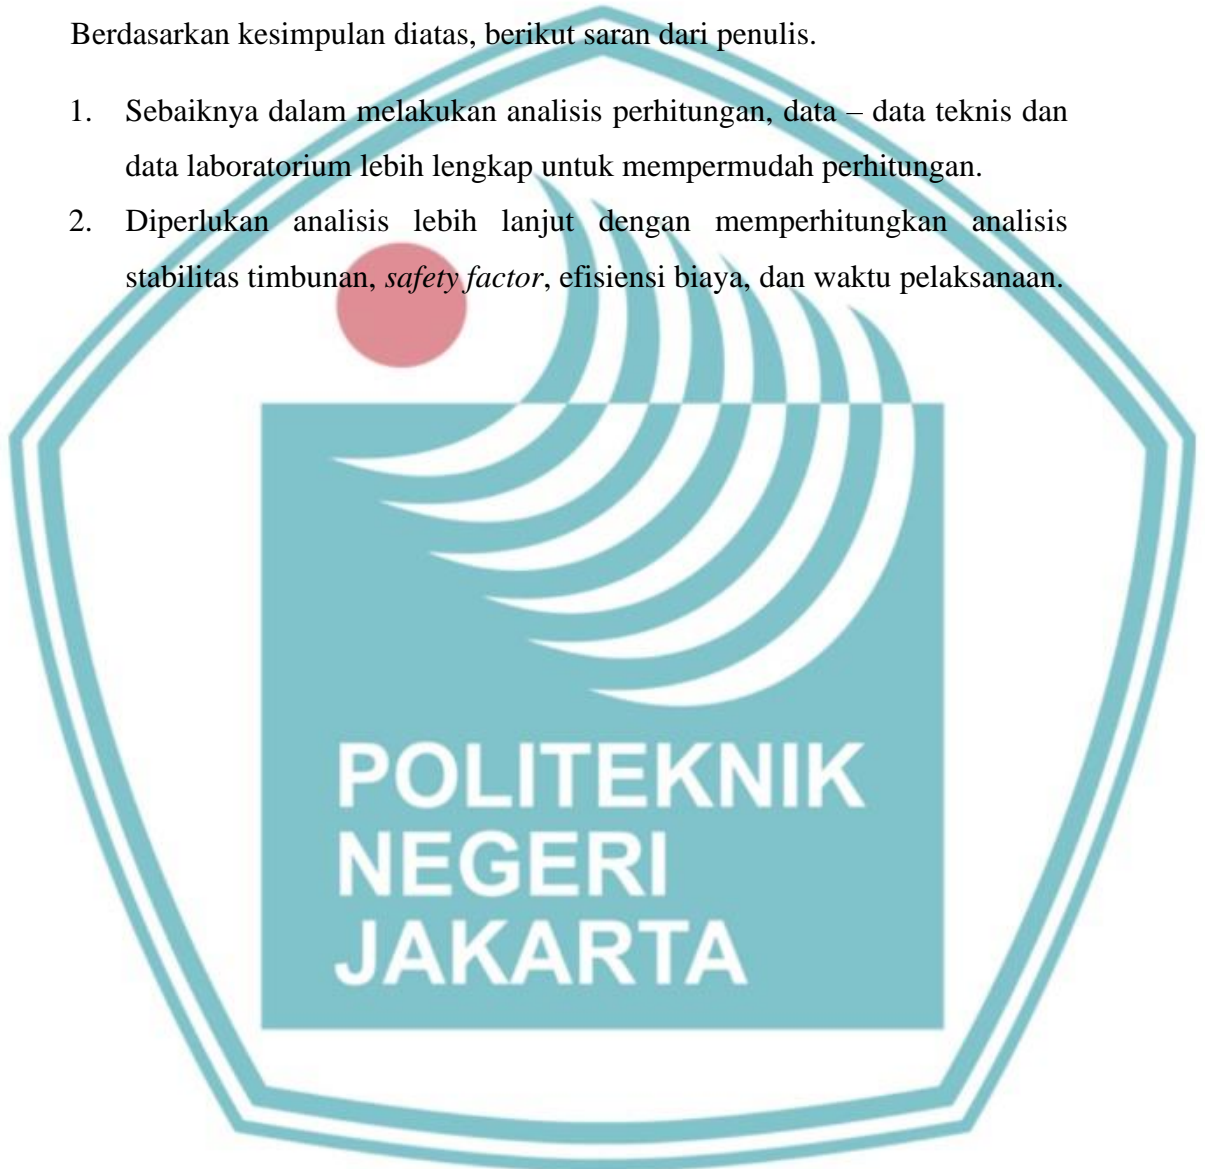 Berdasarkan kesimpulan diatas, berikut saran dari penulis.
1. Sebaiknya dalam melakukan analisis perhitungan, data – data teknis dan
data laboratorium lebih lengkap untuk mempermudah perhitungan.
2. Diperlukan analisis lebih lanjut dengan memperhitungkan analisis
stabilitas timbunan, safety factor, efisiensi biaya, dan waktu pelaksanaan.
POLITEKNIK
NEGERI
JAKARTA